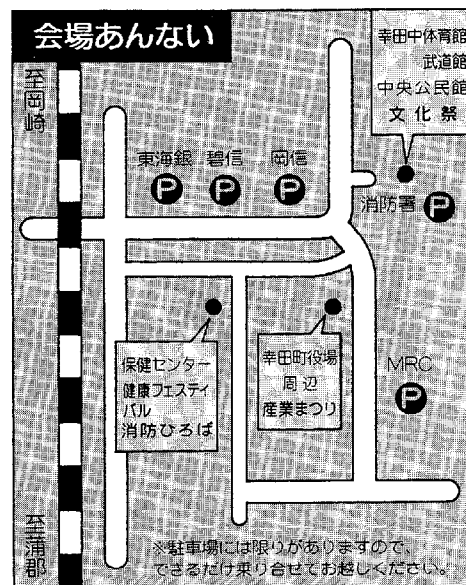 会場あんない
至岡崎
幸田中体育館
武道館
中央公民館
文化祭
東海銀
碧信
岡信
P
P
P
消防署
P
保健センター
健康フェスティ
バル
消防ひろば
幸田町役場
周辺
産業まつり
MRC
P
至蒲郡
※駐車場には限りがありますので、
できるだけ乗り合せてお越しください。